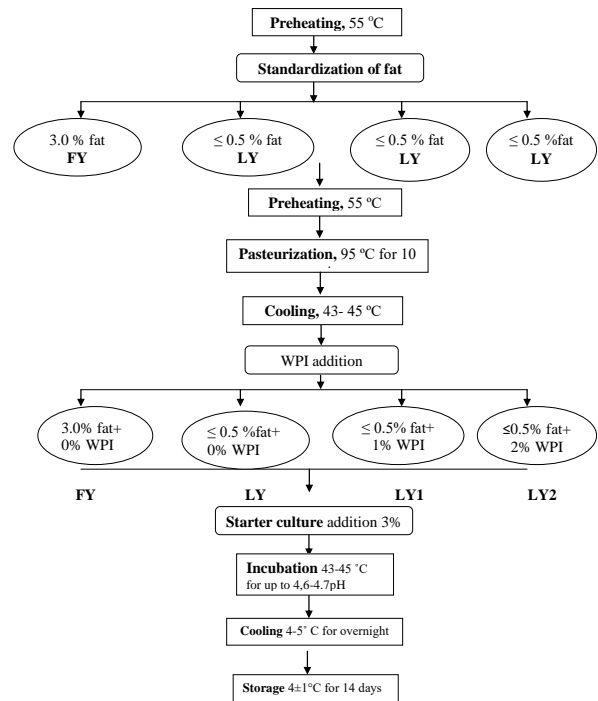 Preheating, 55 °C
Standardization of fat
3.0 % fat
FY
≤ 0.5 % fat
LY
≤ 0.5 % fat
LY
≤ 0.5 %fat
LY
Preheating, 55 ºC
Pasteurization, 95 ºC for 10
Cooling, 43- 45 ºC
WPI addition
3.0% fat+
0% WPI
≤ 0.5 %fat+
0% WPI
≤ 0.5% fat+
1% WPI
≤0.5% fat+
2% WPI
FY
LY
LY1
LY2
Starter culture addition 3%
Incubation 43-45 ˚C
for up to 4,6-4.7pH
Cooling 4-5˚ C for overnight
Storage 4±1°C for 14 days